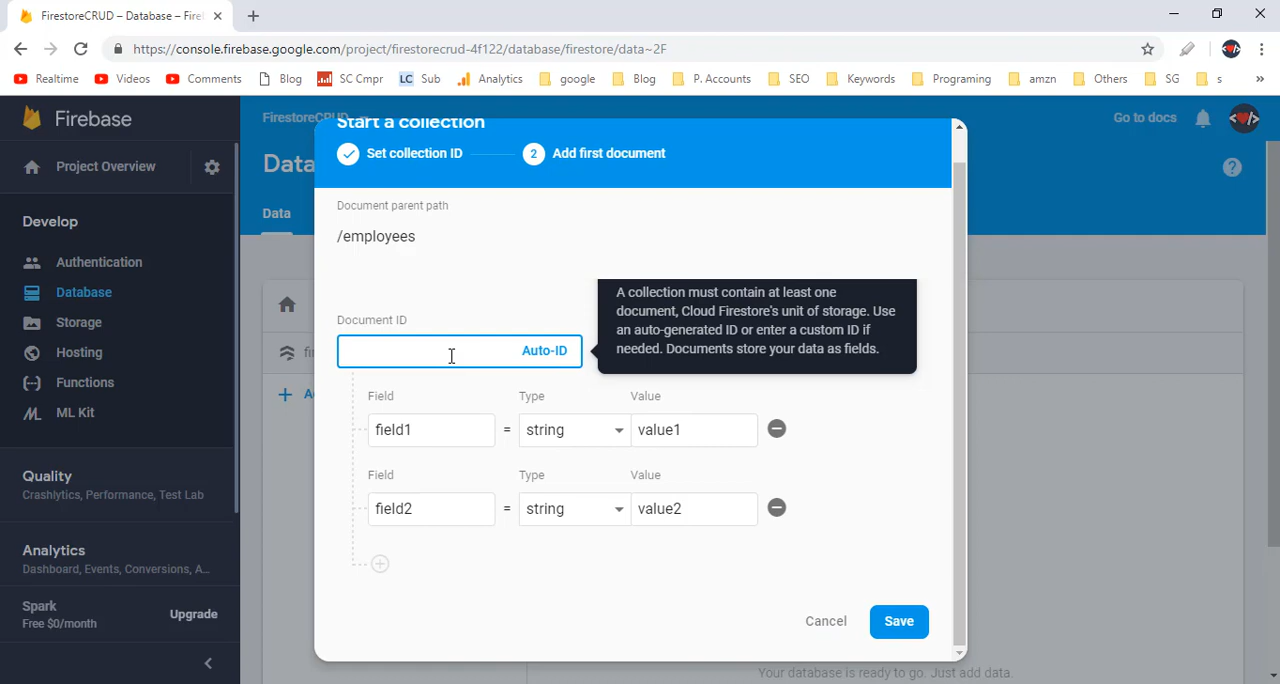 FirestoreCRUD – Database – Fire
https://console.firebase.google.com/project/firestorecrud-4f122/database/firestore/data~2F
Realtime
Videos
Comments
Blog
SC Cmpr
LC Sub
Analytics
google
Blog
P. Accounts
SEO
Keywords
Programing
amzn
Others
SG
s
»
Firebase
FirestoreCRUD
Go to docs
Project Overview
Data
Develop
Data
Authentication
Database
Storage
Hosting
Functions
ML Kit
Quality
Crashlytics, Performance, Test Lab
Analytics
Dashboard, Events, Conversions, A...
Spark
Free $0/month
Upgrade
Start a collection
Set collection ID
2 Add first document
Document parent path
/employees
A collection must contain at least one
document, Cloud Firestore's unit of storage. Use
an auto-generated ID or enter a custom ID if
needed. Documents store your data as fields.
Document ID
Auto-ID
Field Type Value
field1 = string value1
Field Type Value
field2 = string value2
Cancel
Save
Your database is ready to go. Just add data.